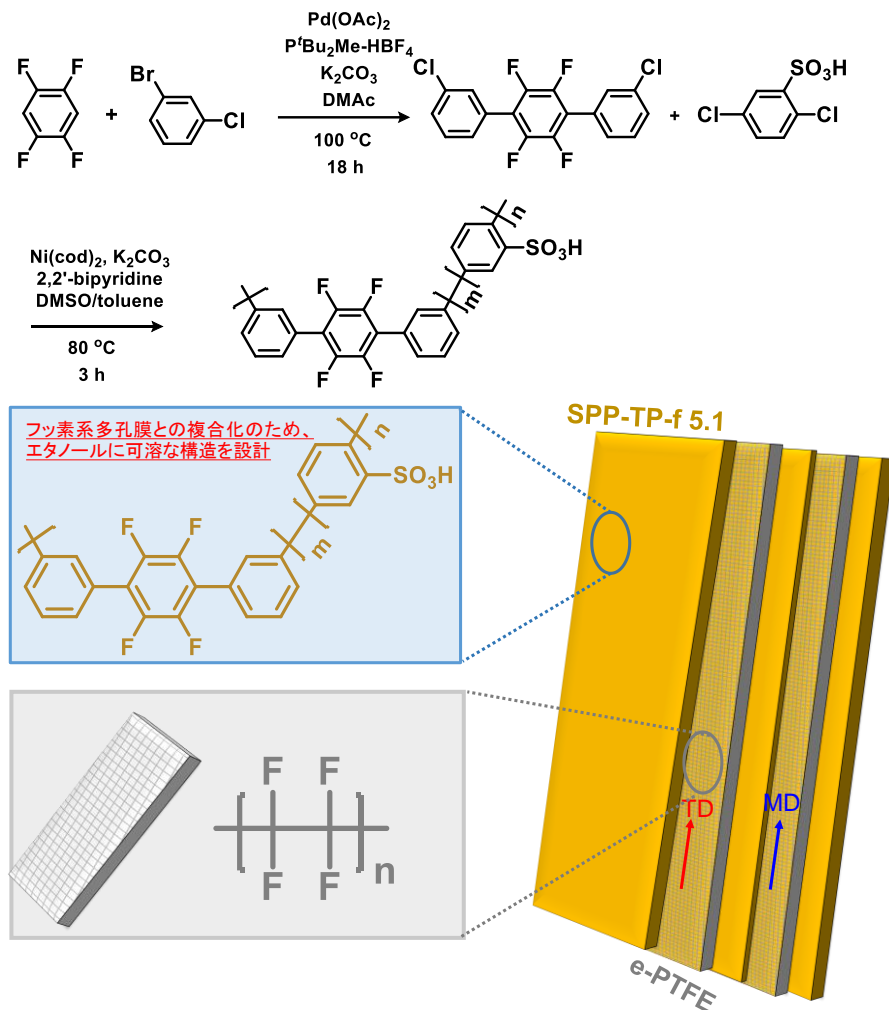 Pd(OAc)₂
PᵗBu₂Me-HBF₄
K₂CO₃
DMAc
100 °C
18 h
F
F
F
F
+
Br
Cl
Cl
F
F
F
F
Cl
+
SO₃H
Cl
Cl
Ni(cod)₂, K₂CO₃
2,2'-bipyridine
DMSO/toluene
80 °C
3 h
F
F
F
F
m
n
SO₃H
フッ素系多孔膜との複合化のため、
エタノールに可溶な構造を設計
F
F
F
F
m
n
SO₃H
SPP-TP-f 5.1
F
F
F
F
n
TD
MD
e-PTFE